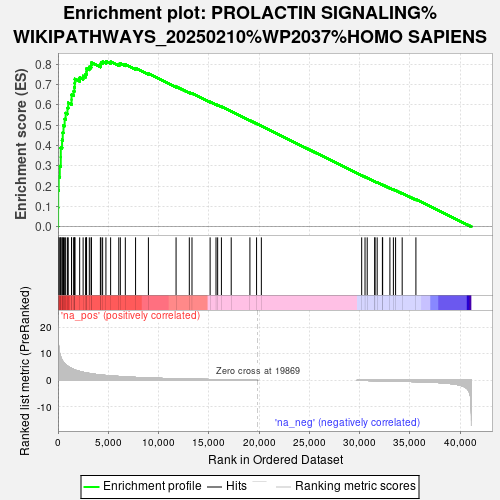 Enrichment plot: PROLACTIN SIGNALING%
WIKIPATHWAYS_20250210%WP2037%HOMO SAPIENS
Enrichment score (ES)
0.8
0.7
0.6
0.5
0.4
0.3
0.2
0.1
0.0
'na_pos' (positively correlated)
Ranked list metric (PreRanked)
20
10
0
-10
Zero cross at 19869
'na_neg' (negatively correlated)
0 5,000 10,000 15,000 20,000 25,000 30,000 35,000 40,000
Rank in Ordered Dataset
Enrichment profile Hits Ranking metric scores